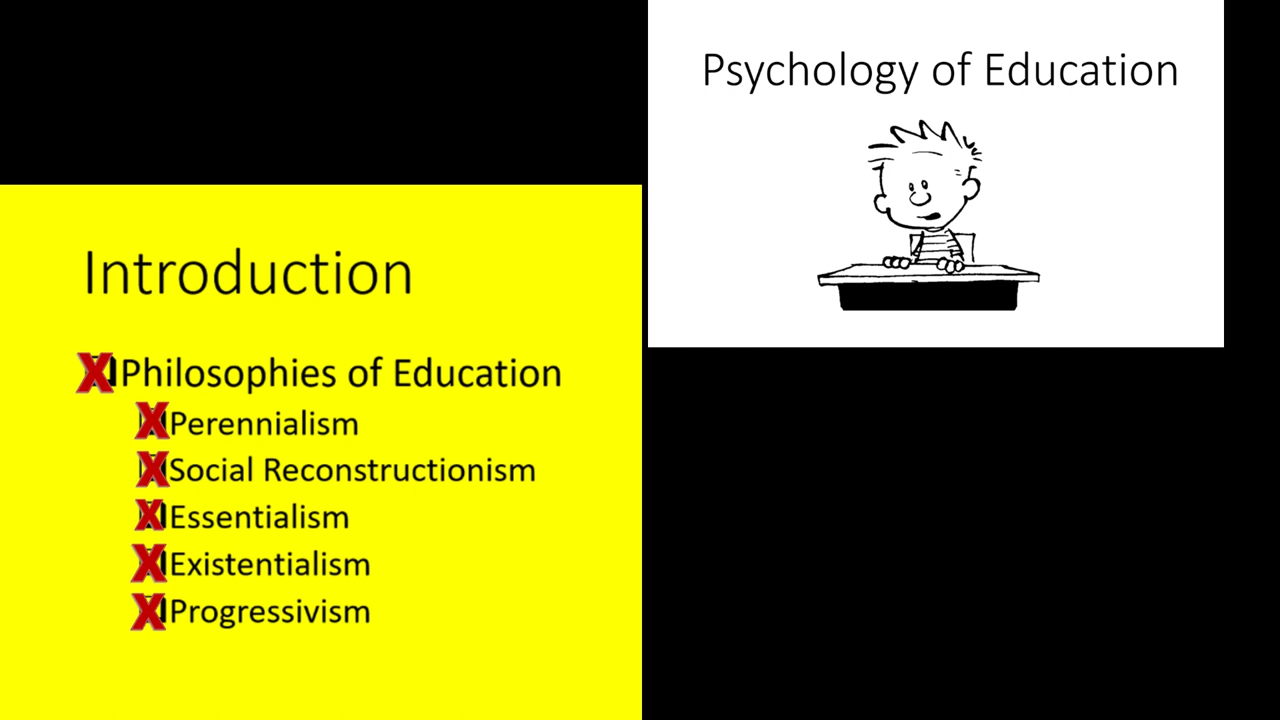 Psychology of Education
Introduction
Philosophies of Education
Perennialism
Social Reconstructionism
Essentialism
Existentialism
Progressivism